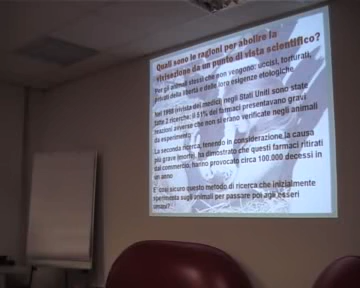 Quali sono le ragioni per abolire la
vivisezione da un punto di vista scientifico?
Per gli animali stessi che non vengono: uccisi, torturati,
privati della libertà e delle loro esigenze etologiche
Nel 1990 rivista dei medici negli Stati Uniti sono state
fatte 2 ricerche: il 51% dei farmaci presentavano gravi
reazioni avverse che non si erano verificate negli animali
da esperimento
La seconda ricerca, tenendo in considerazione la causa
più grave (morte), ha dimostrato che questi farmaci ritirati
dal commercio, hanno provocato circa 100.000 decessi in
un anno
E' così sicuro questo metodo di ricerca che inizialmente
sperimenta sugli animali per passare poi agli esseri
umani?